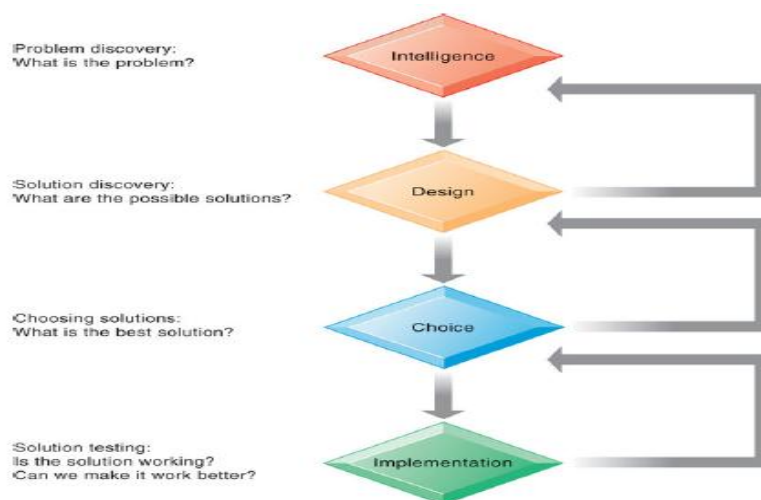 Problem discovery:
What is the problem?
Intelligence
Solution discovery:
What are the possible solutions?
Design
Choosing solutions:
What is the best solution?
Choice
Solution testing:
Is the solution working?
Can we make it work better?
Implementation